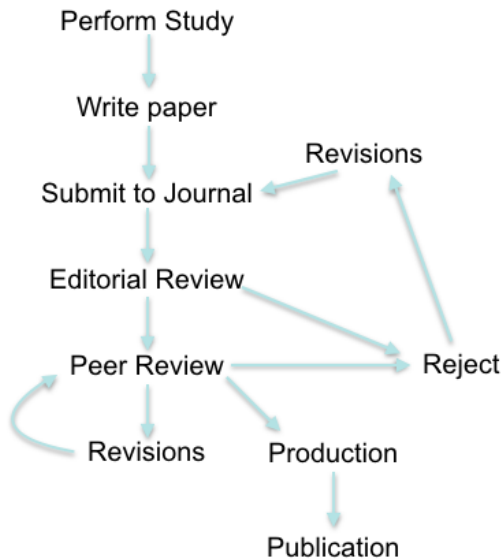 Perform Study
Write paper
Revisions
Submit to Journal
Editorial Review
Peer Review
Reject
Revisions
Production
Publication